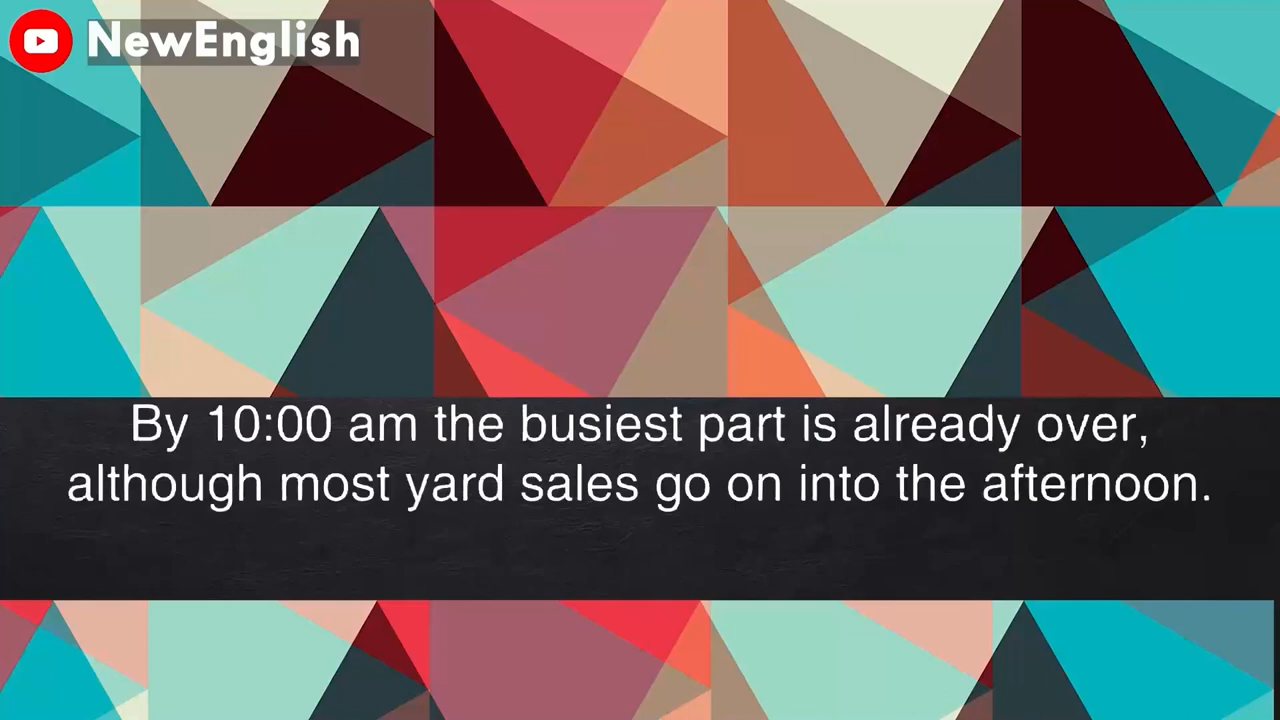 NewEnglish
By 10:00 am the busiest part is already over,
although most yard sales go on into the afternoon.